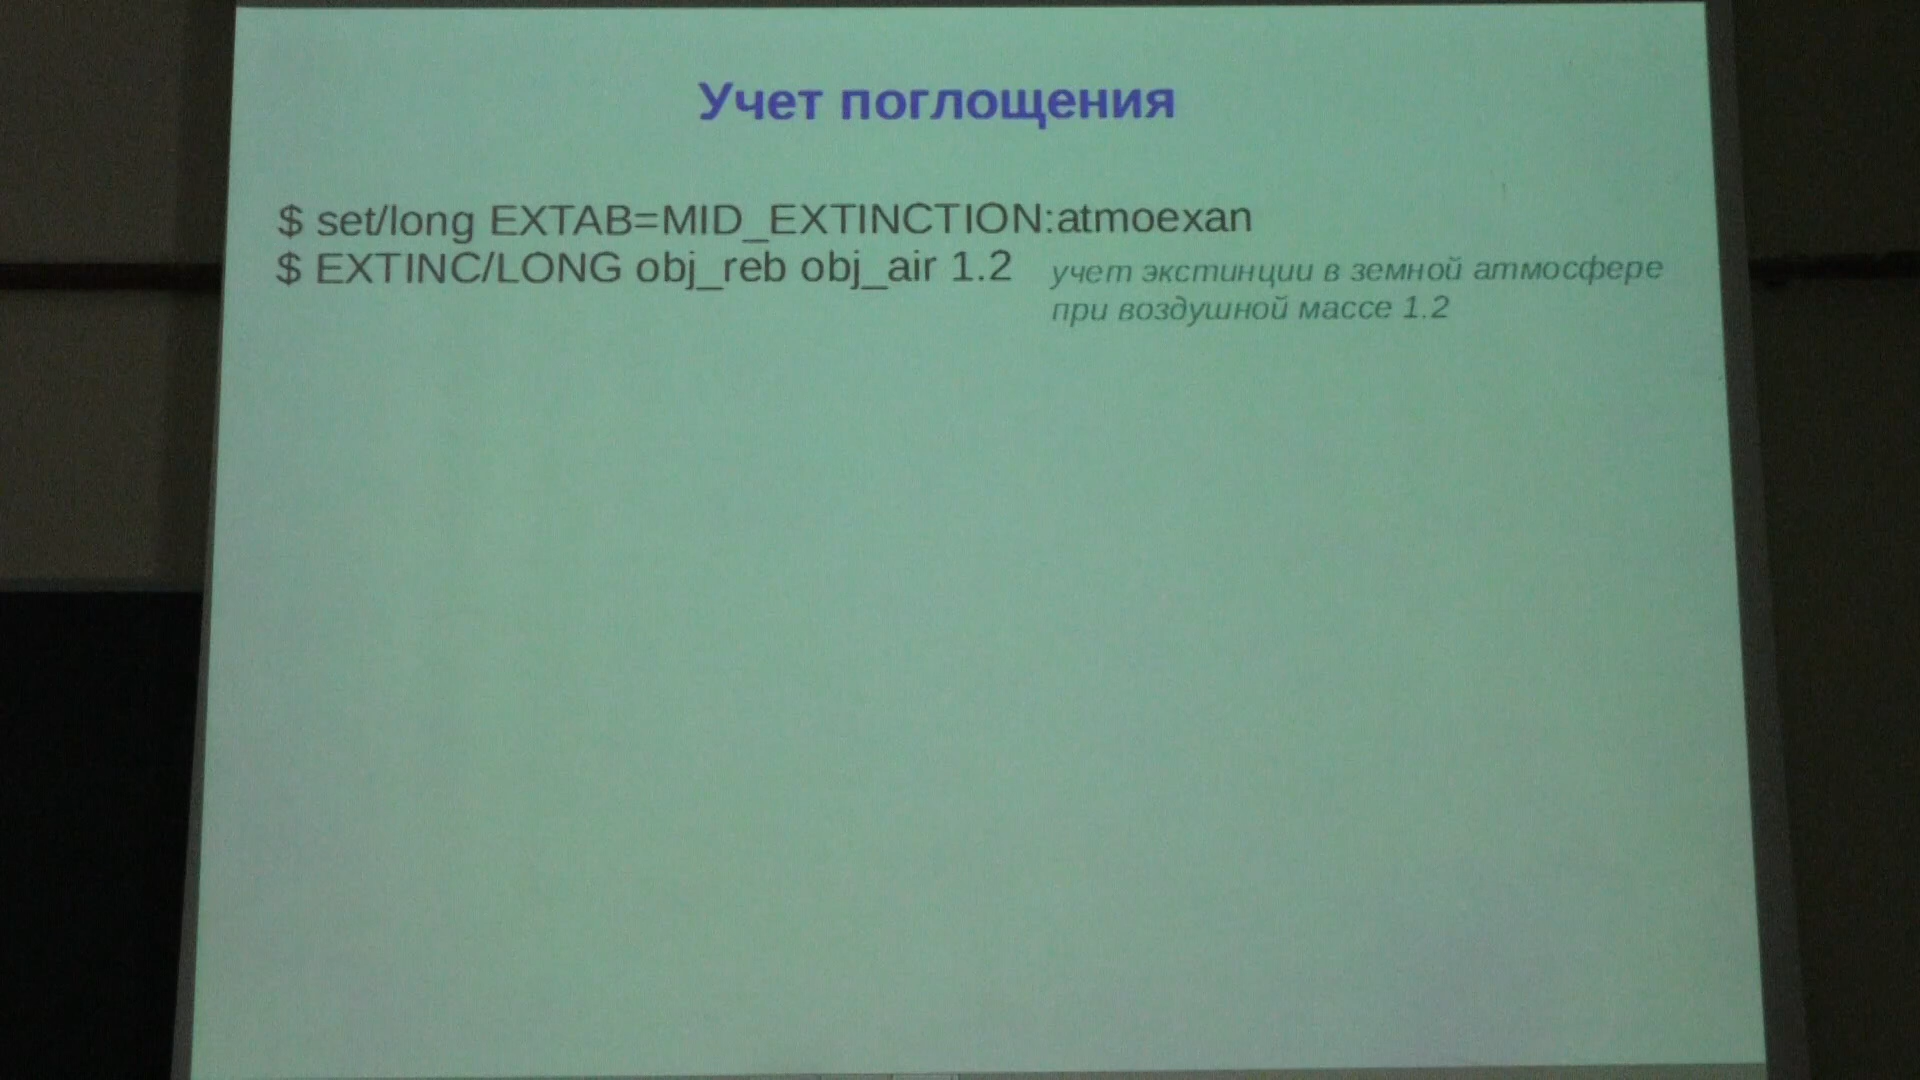 Учет поглощения
$ set/long EXTAB=MID_EXTINCTION:atmoexan
$ EXTINC/LONG obj_reb obj_air 1.2 учет экстинции в земной атмосфере
при воздушной массе 1.2